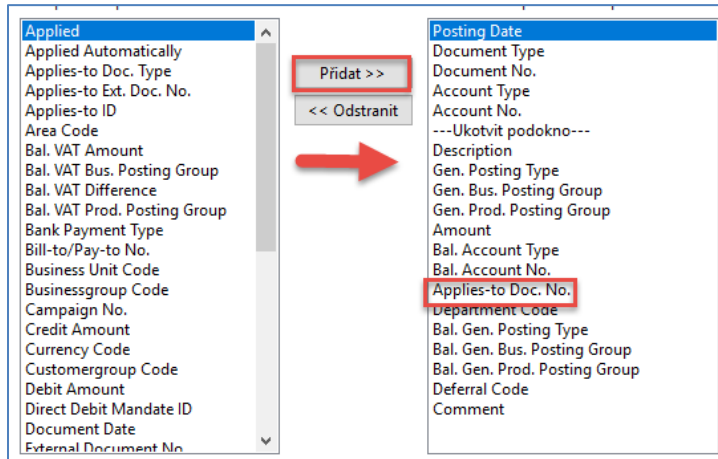 Applied
Applied Automatically
Applies-to Doc. Type
Applies-to Ext. Doc. No.
Applies-to ID
Area Code
Bal. VAT Amount
Bal. VAT Bus. Posting Group
Bal. VAT Difference
Bal. VAT Prod. Posting Group
Bank Payment Type
Bill-to/Pay-to No.
Business Unit Code
Businessgroup Code
Campaign No.
Credit Amount
Currency Code
Customergroup Code
Debit Amount
Direct Debit Mandate ID
Document Date
External Document No.
Přidat >>
<< Odstranit
Posting Date
Document Type
Document No.
Account Type
Account No.
---Ukotvit podokno---
Description
Gen. Posting Type
Gen. Bus. Posting Group
Gen. Prod. Posting Group
Amount
Bal. Account Type
Bal. Account No.
Applies-to Doc. No.
Department Code
Bal. Gen. Posting Type
Bal. Gen. Bus. Posting Group
Bal. Gen. Prod. Posting Group
Deferral Code
Comment